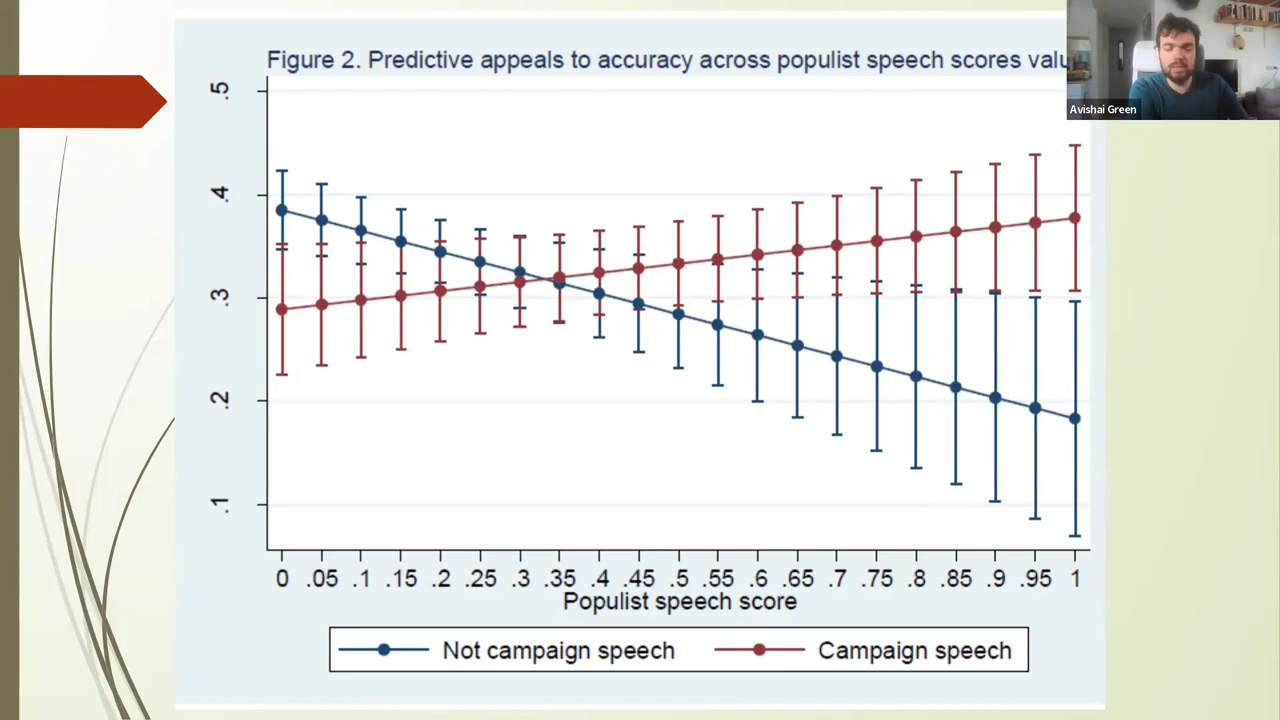 Figure 2. Predictive appeals to accuracy across populist speech scores valu
Avishai Green
.5
.4
.3
.2
.1
0 .05 .1 .15 .2 .25 .3 .35 .4 .45 .5 .55 .6 .65 .7 .75 .8 .85 .9 .95 1
Populist speech score
Not campaign speech Campaign speech